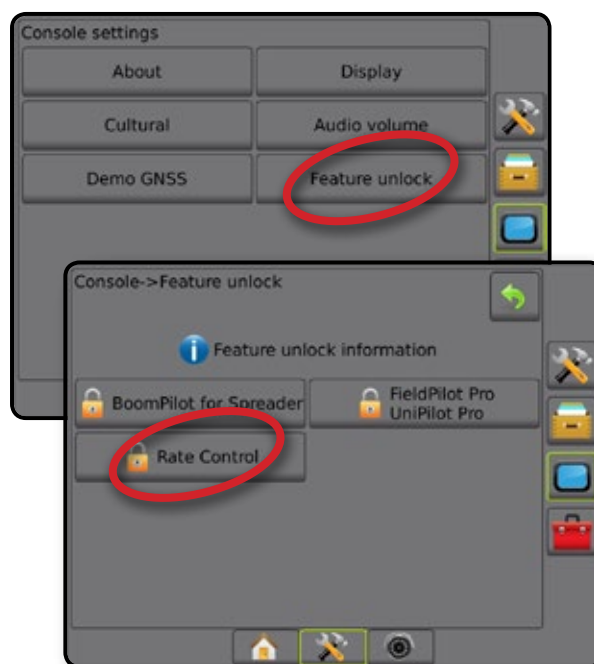 Console settings
About
Display
Cultural
Audio volume
Demo GNSS
Feature unlock
Console->Feature unlock
Feature unlock information
BoomPilot for Spreader
FieldPilot Pro
UniPilot Pro
Rate Control